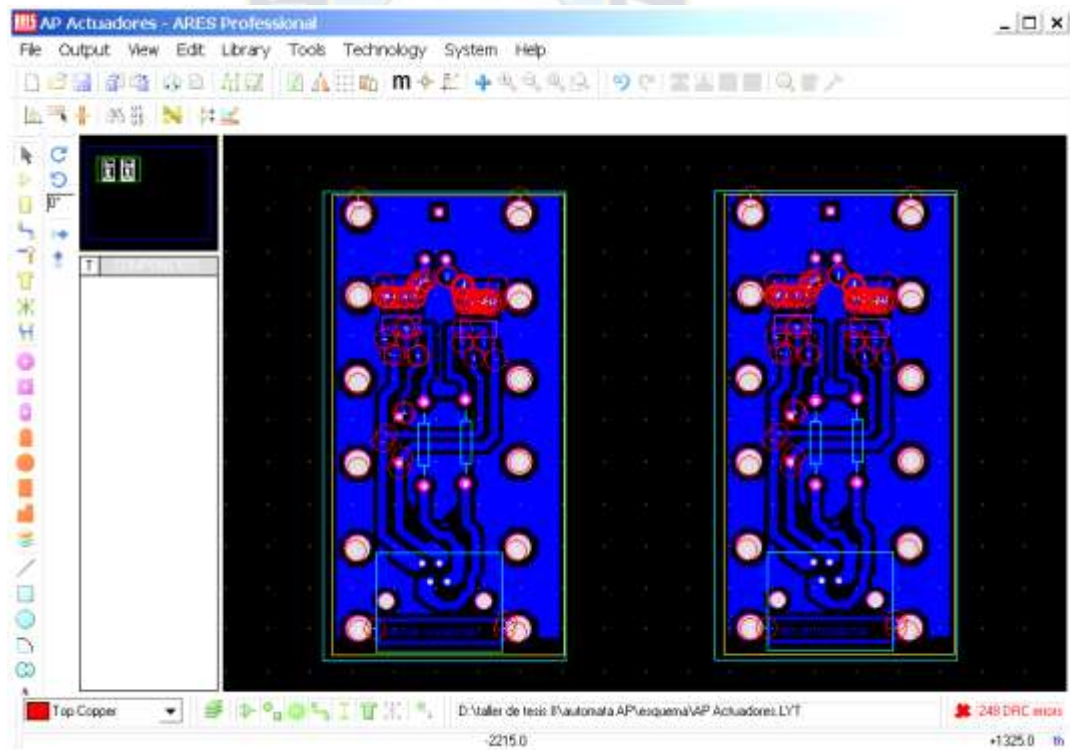 AP Actuadores - ARES Professional
File Output View Edit Library Tools Technology System Help
m
0°
T
Top Copper
D:\taller de tesis II\automata AP\esquema\AP Actuadores.LYT
248 DRC errors
-2215.0
+1325.0
th